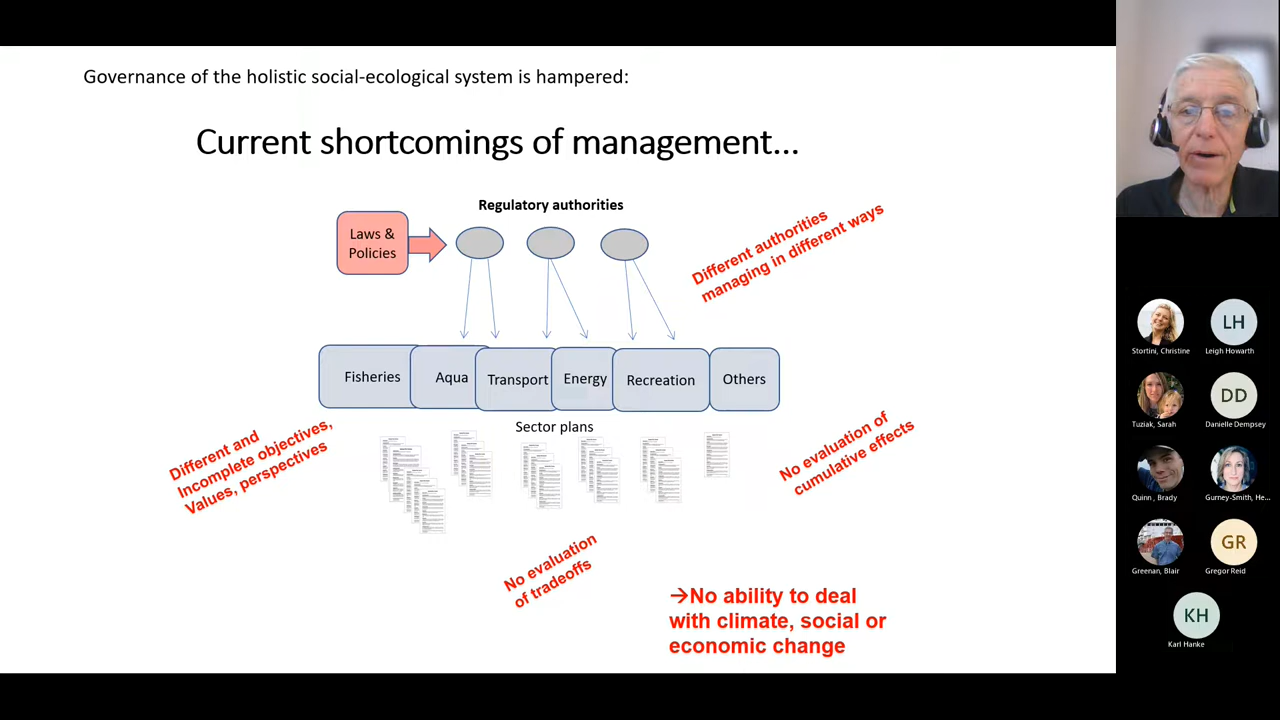 Governance of the holistic social-ecological system is hampered:
Current shortcomings of management...
Regulatory authorities
Laws &
Policies
Different authorities
managing in different ways
Fisheries
Aqua
Transport
Energy
Recreation
Others
Sector plans
Different and
Incomplete objectives,
Values, perspectives
No evaluation of
cumulative effects
No evaluation
of tradeoffs
→No ability to deal
with climate, social or
economic change
Stortini, Christine
LH
Leigh Howarth
Tuziak, Sarah
DD
Danielle Dempsey
Quinn , Brady
Gurney-Smith, He...
Greenan, Blair
GR
Gregor Reid
KH
Karl Hanke